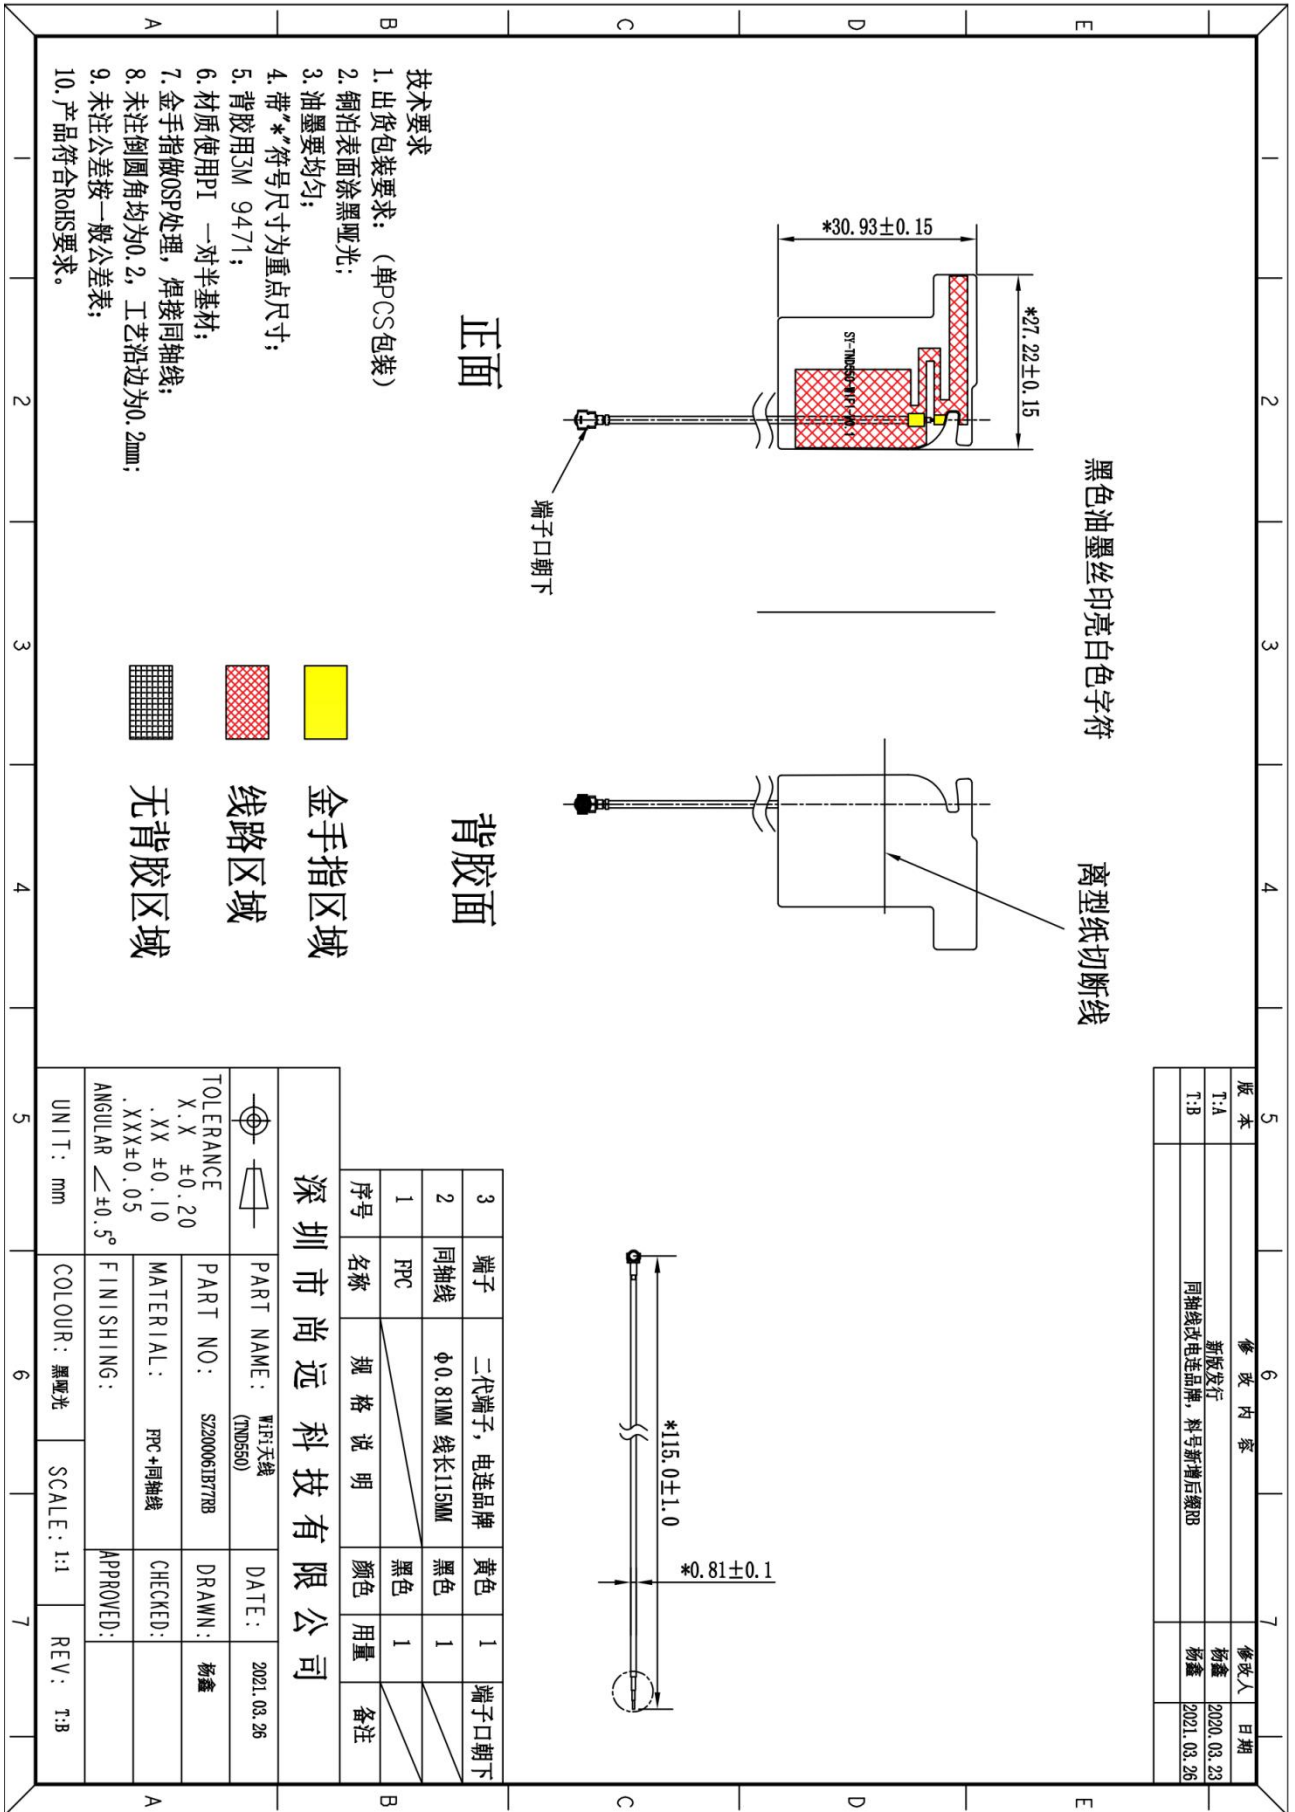 版本 修改内容 修改人 日期
T:A 新版发行 杨鑫 2020.03.23
T:B 同轴线改电连品牌，料号新增后缀RB 杨鑫 2021.03.26
黑色油墨丝印亮白色字符
离型纸切断线
*27.22±0.15
*30.93±0.15
端子口朝下
*115.0±1.0
*0.81±0.1
正面
背胶面
技术要求
1.出货包装要求：（单PCS包装）
2.铜泊表面涂黑哑光；
3.油墨要均匀；
4.带"*"符号尺寸为重点尺寸；
5.背胶用3M 9471；
6.材质使用PI 一对半基材；
7.金手指做OSP处理，焊接同轴线；
8.未注倒圆角均为0.2，工艺沿边为0.2mm；
9.未注公差按一般公差表；
10.产品符合RoHS要求。
金手指区域
线路区域
无背胶区域
3 端子 二代端子，电连品牌 黄色 1 端子口朝下
2 同轴线 Φ0.81MM 线长115MM 黑色 1
1 FPC 黑色 1
序号 名称 规格说明 颜色 用量 备注
深圳市尚远科技有限公司
PART NAME: WiFi天线
(TND550)
DATE: 2021.03.26
TOLERANCE
X.X ±0.20
.XX ±0.10
.XXX±0.05
ANGULAR ∠±0.5°
PART NO: SZ20006IB77RB
DRAWN: 杨鑫
MATERIAL: FPC+同轴线
CHECKED:
FINISHING:
APPROVED:
UNIT: mm
COLOUR: 黑哑光
SCALE: 1:1
REV: T:B
1 2 3 4 5 6 7
1 2 3 4 5 6 7
A B C D E
A B C D E